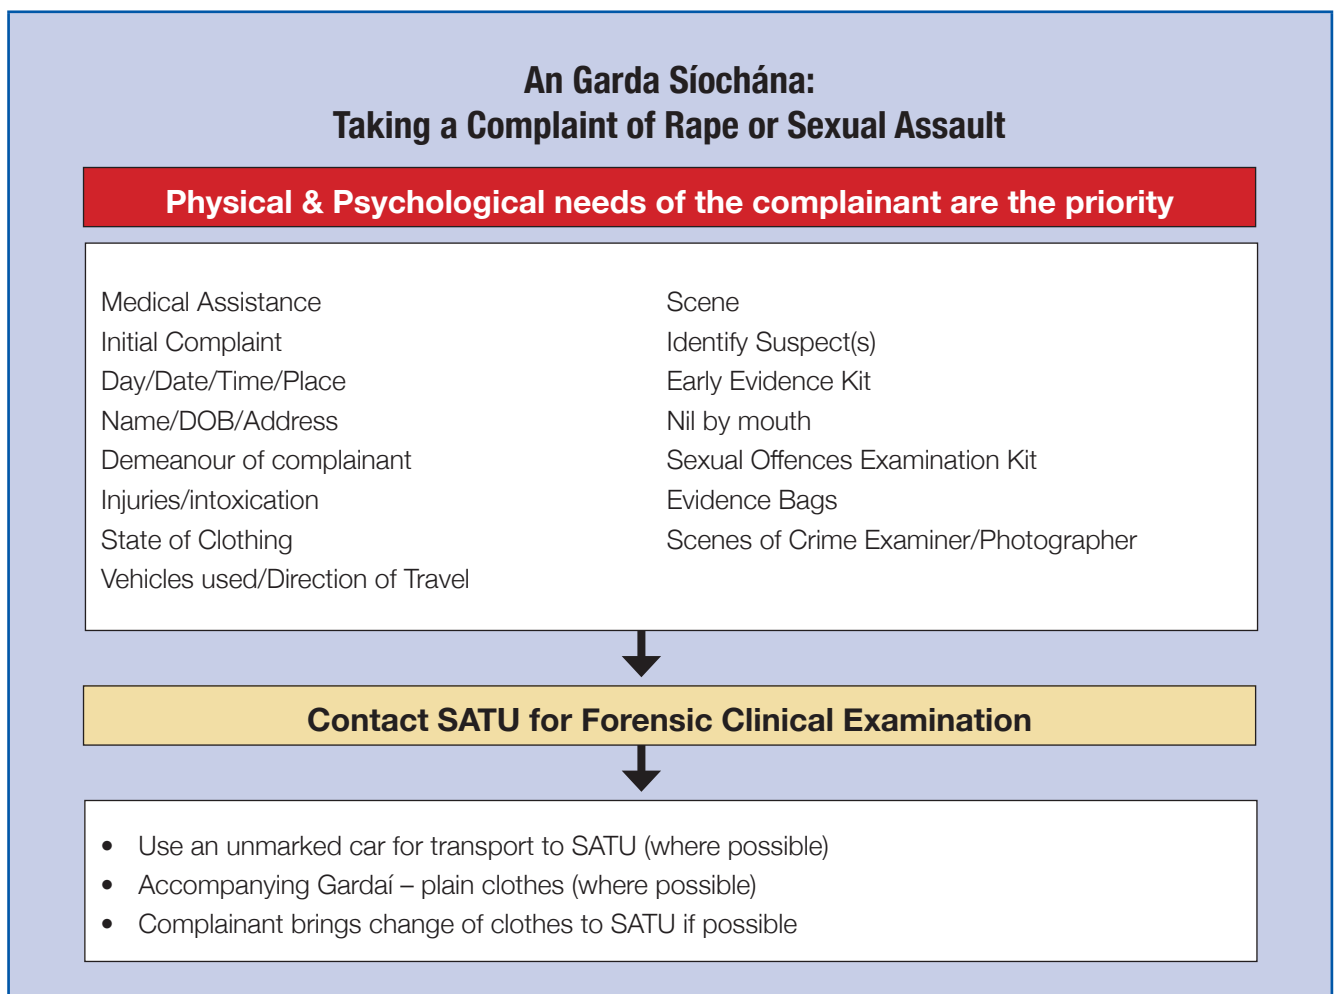 An Garda Síochána:
Taking a Complaint of Rape or Sexual Assault
Physical & Psychological needs of the complainant are the priority
Medical Assistance
Initial Complaint
Day/Date/Time/Place
Name/DOB/Address
Demeanour of complainant
Injuries/intoxication
State of Clothing
Vehicles used/Direction of Travel
Scene
Identify Suspect(s)
Early Evidence Kit
Nil by mouth
Sexual Offences Examination Kit
Evidence Bags
Scenes of Crime Examiner/Photographer
Contact SATU for Forensic Clinical Examination
• Use an unmarked car for transport to SATU (where possible)
• Accompanying Gardaí – plain clothes (where possible)
• Complainant brings change of clothes to SATU if possible